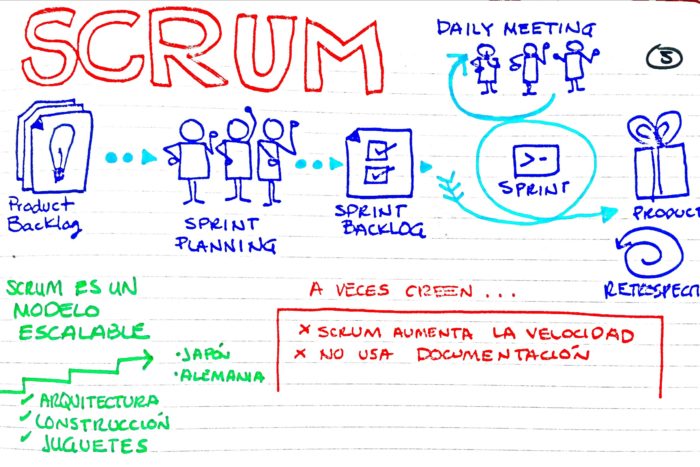 SCRUM
DAILY MEETING
5
Product
Backlog
SPRINT
PLANNING
SPRINT
BACKLOG
>-
SPRINT
PRODUCT
RETROSPECT
SCRUM ES UN
MODELO
ESCALABLE
• JAPÓN
• ALEMANIA
✓ ARQUITECTURA
✓ CONSTRUCCIÓN
✓ JUGUETES
A VECES CREEN ...
× SCRUM AUMENTA LA VELOCIDAD
× NO USA DOCUMENTACIÓN